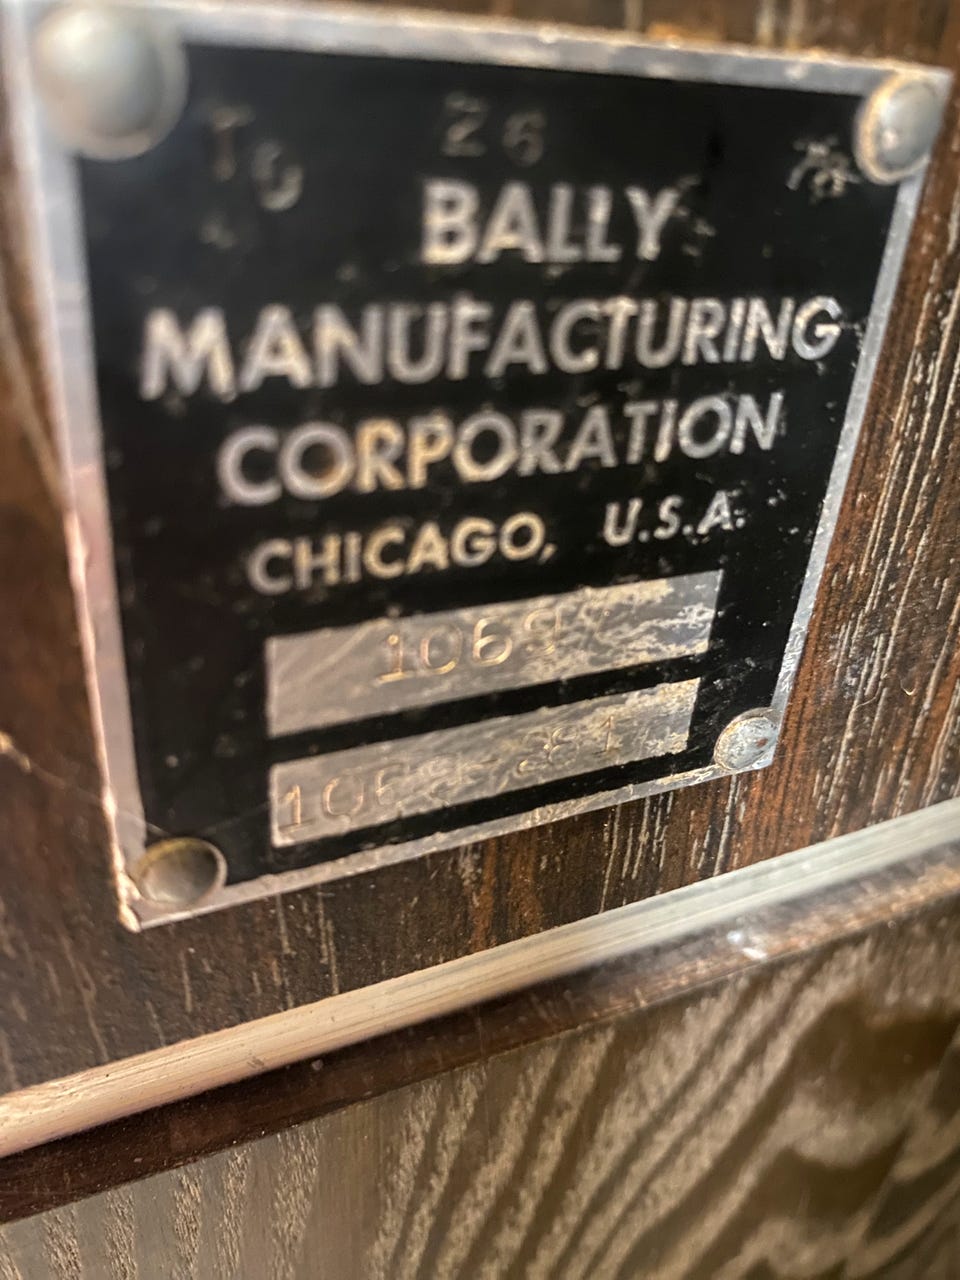 26
BALLY
MANUFACTURING
CORPORATION
CHICAGO, U.S.A.
1069